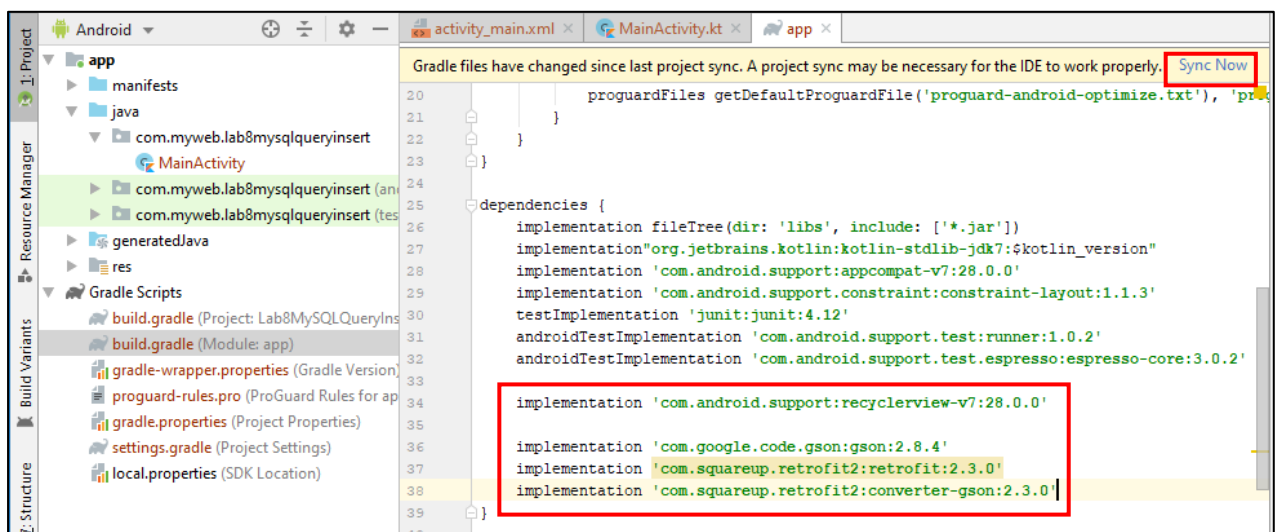 Android
activity_main.xml
MainActivity.kt
app
1: Project
Resource Manager
Build Variants
7: Structure
app
manifests
java
com.myweb.lab8mysqlqueryinsert
MainActivity
com.myweb.lab8mysqlqueryinsert (an
com.myweb.lab8mysqlqueryinsert (tes
generatedJava
res
Gradle Scripts
build.gradle (Project: Lab8MySQLQueryIns
build.gradle (Module: app)
gradle-wrapper.properties (Gradle Version)
proguard-rules.pro (ProGuard Rules for ap
gradle.properties (Project Properties)
settings.gradle (Project Settings)
local.properties (SDK Location)
Gradle files have changed since last project sync. A project sync may be necessary for the IDE to work properly. Sync Now
20 proguardFiles getDefaultProguardFile('proguard-android-optimize.txt'), 'pro
21 }
22 }
23 }
24
25 dependencies {
26 implementation fileTree(dir: 'libs', include: ['*.jar'])
27 implementation"org.jetbrains.kotlin:kotlin-stdlib-jdk7:$kotlin_version"
28 implementation 'com.android.support:appcompat-v7:28.0.0'
29 implementation 'com.android.support.constraint:constraint-layout:1.1.3'
30 testImplementation 'junit:junit:4.12'
31 androidTestImplementation 'com.android.support.test:runner:1.0.2'
32 androidTestImplementation 'com.android.support.test.espresso:espresso-core:3.0.2'
33
34 implementation 'com.android.support:recyclerview-v7:28.0.0'
35
36 implementation 'com.google.code.gson:gson:2.8.4'
37 implementation 'com.squareup.retrofit2:retrofit:2.3.0'
38 implementation 'com.squareup.retrofit2:converter-gson:2.3.0'
39 }